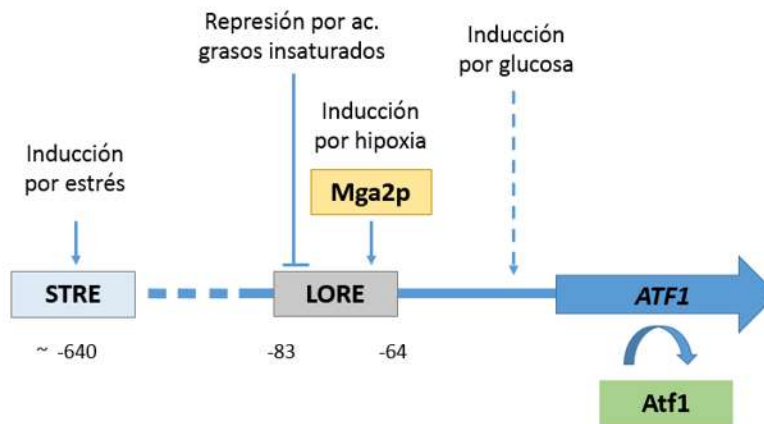 Represión por ac.
grasos insaturados
Inducción
por glucosa
Inducción
por hipoxia
Inducción
por estrés
Mga2p
STRE
LORE
ATF1
~ -640
-83
-64
Atf1